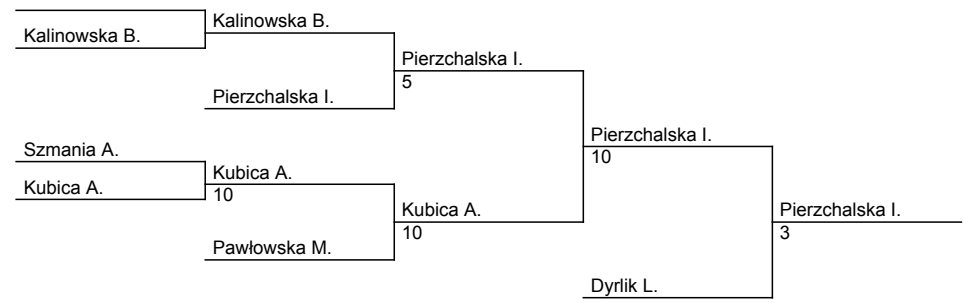 Kalinowska B.
Kalinowska B.
Pierzchalska I.
Pierzchalska I.
5
Szmania A.
Kubica A.
Kubica A.
10
Pawłowska M.
Kubica A.
10
Pierzchalska I.
10
Dyrlik L.
Pierzchalska I.
3